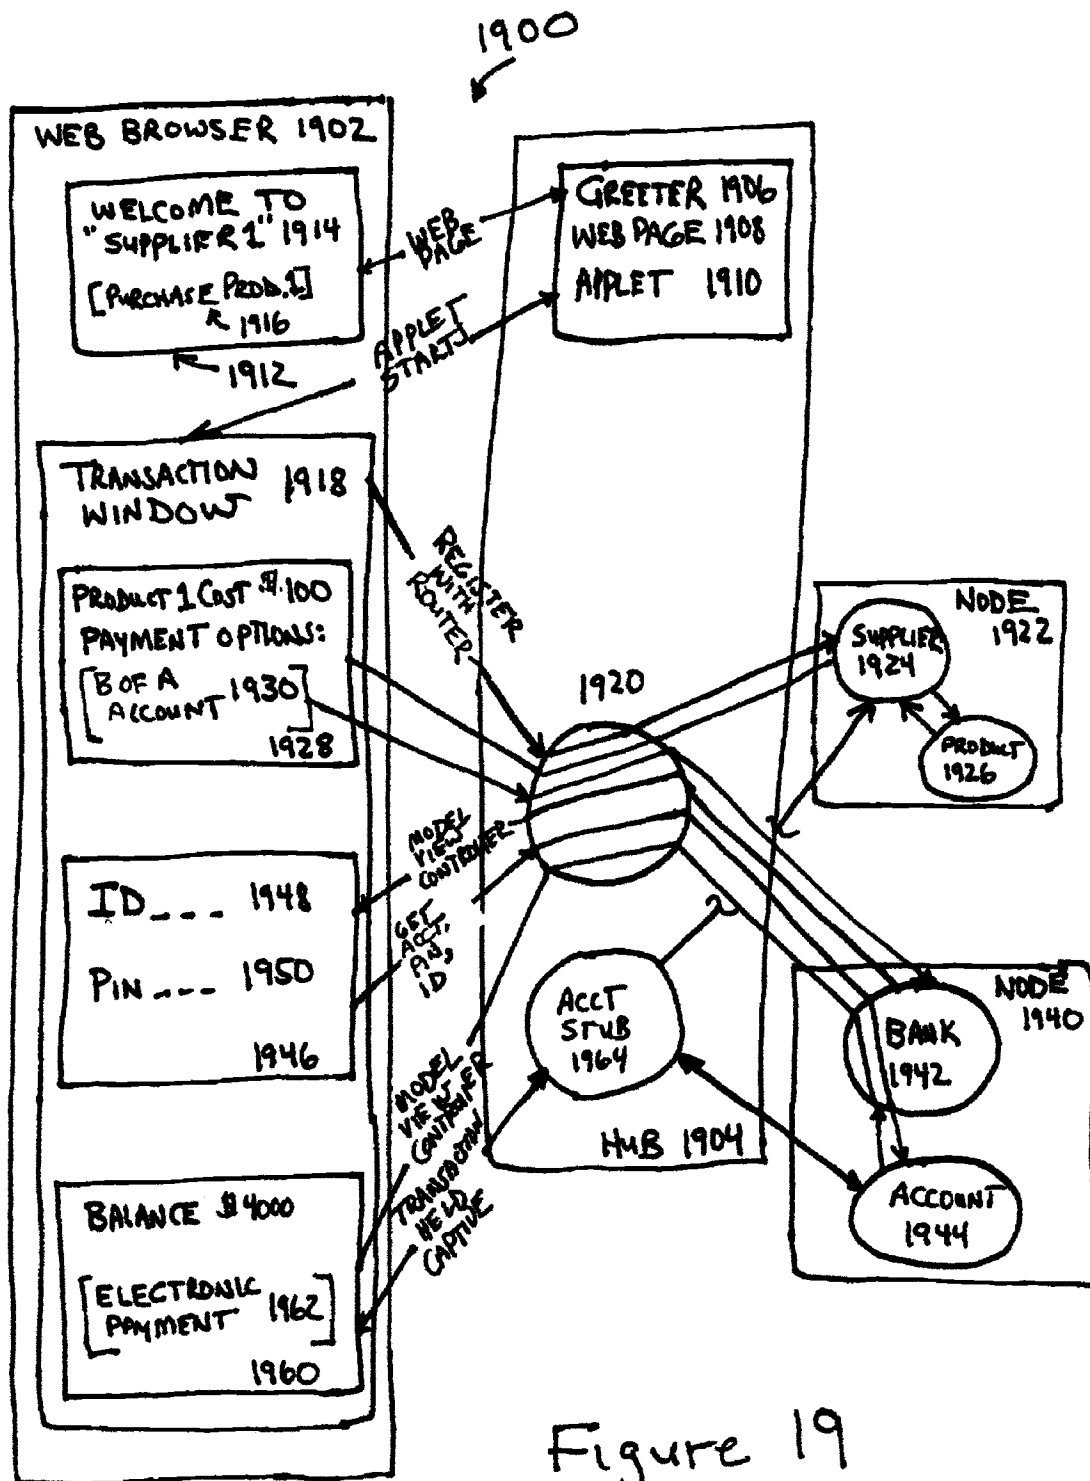 1900
WEB BROWSER 1902
WELCOME TO
"SUPPLIER 1" 1914
[PURCHASE PROD.1]
1916
1912
WEB
PAGE
GREETER 1906
WEB PAGE 1908
APPLET 1910
APPLET
STARTS
TRANSACTION 1918
WINDOW
REGISTER
WITH
ROUTER
PRODUCT 1 COST $100
PAYMENT OPTIONS:
[B OF A
ACCOUNT 1930]
1928
1920
NODE
1922
SUPPLIER
1924
PRODUCT
1926
MODEL
VIEW
CONTROLLER
ID _ _ _ 1948
PIN _ _ _ 1950
1946
GET
ACCT,
PIN,
ID
ACCT
STUB
1964
HUB 1904
NODE
1940
BANK
1942
ACCOUNT
1944
MODEL
VIEW
CONTROLLER
TRANSACTION
HELD
CAPTIVE
BALANCE $4000
[ELECTRONIC
PAYMENT 1962]
1960
Figure 19